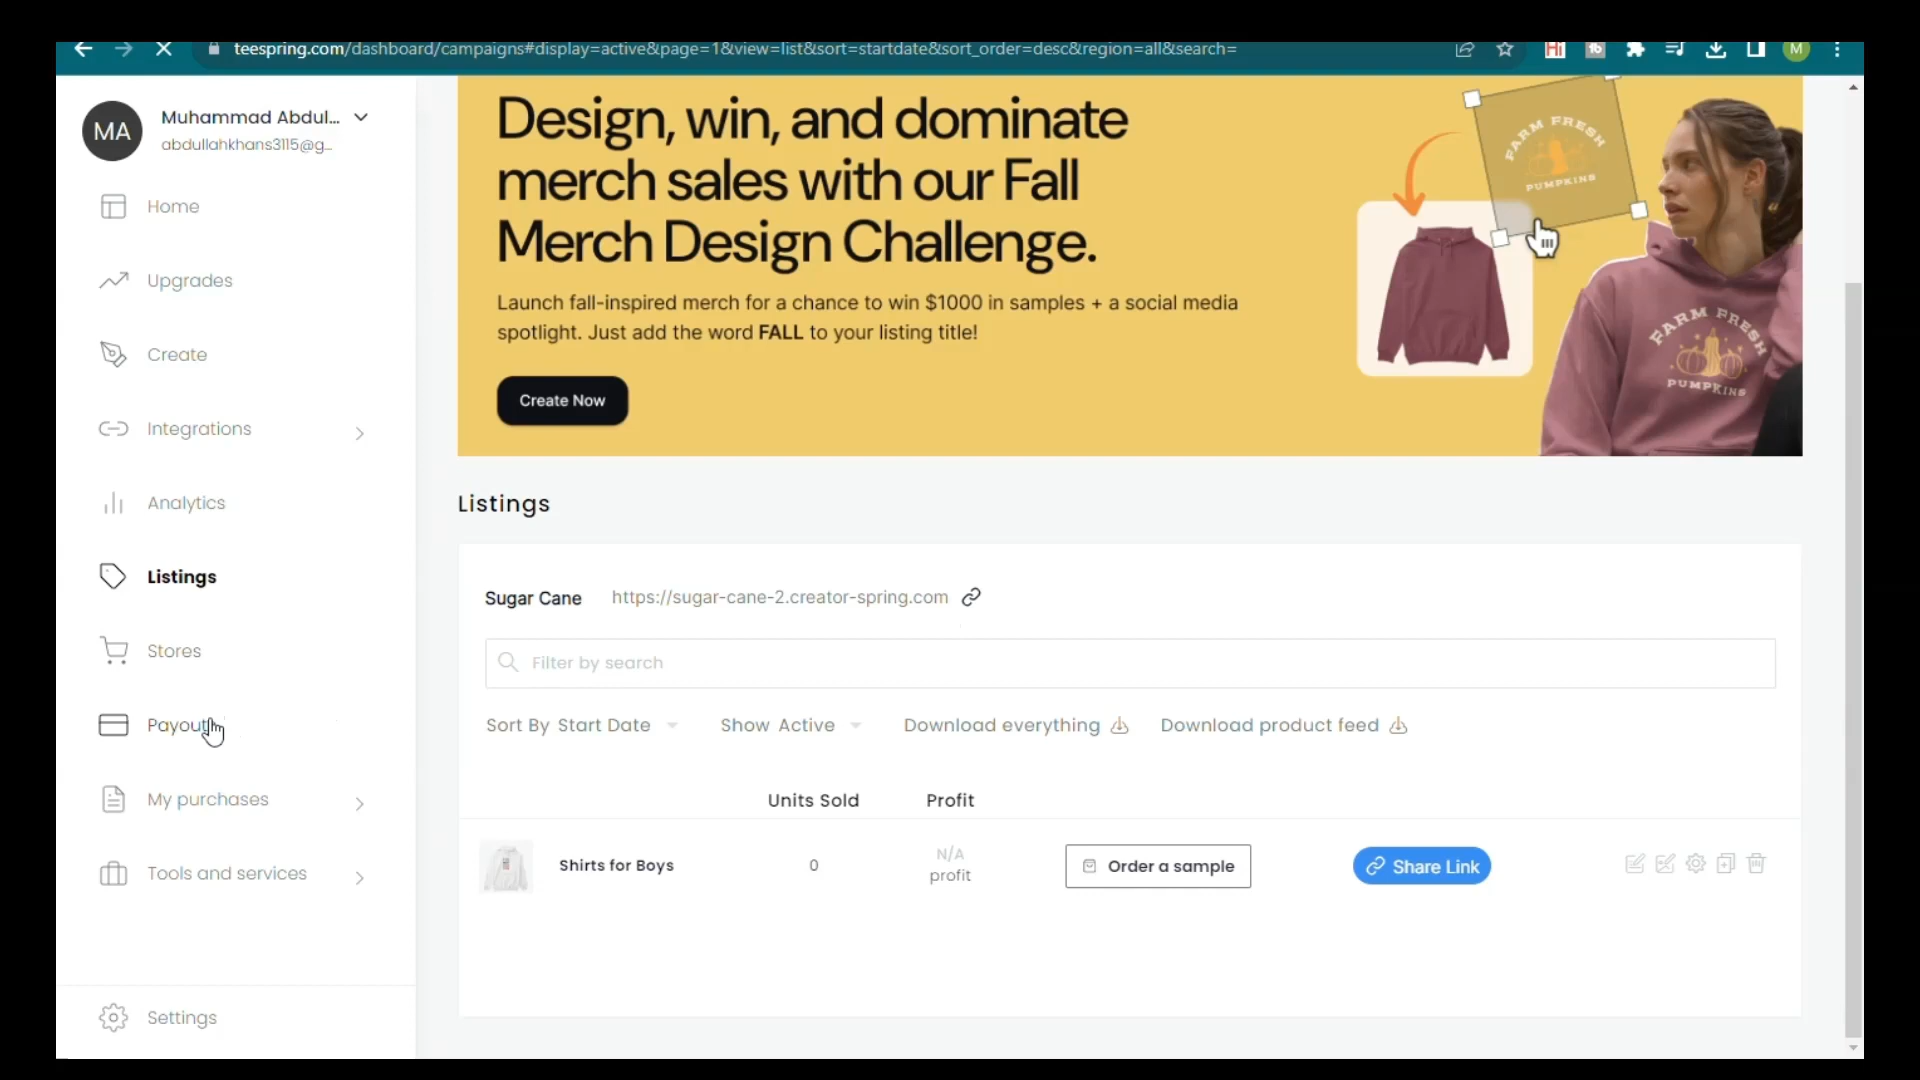 teespring.com/dashboard/campaigns#display=active&page=1&view=list&sort=startdate&sort_order=desc&region=all&search=
Hi
M
MA
Muhammad Abdul...
abdullahkhans3115@g...
Home
Upgrades
Create
Integrations
Analytics
Listings
Stores
Payouts
My purchases
Tools and services
Settings
Design, win, and dominate
merch sales with our Fall
Merch Design Challenge.
Launch fall-inspired merch for a chance to win $1000 in samples + a social media
spotlight. Just add the word FALL to your listing title!
Create Now
FARM FRESH
PUMPKINS
FARM FRESH
PUMPKINS
Listings
Sugar Cane https://sugar-cane-2.creator-spring.com
Filter by search
Sort By Start Date Show Active Download everything Download product feed
Units Sold Profit
Shirts for Boys 0 N/A
profit
Order a sample Share Link